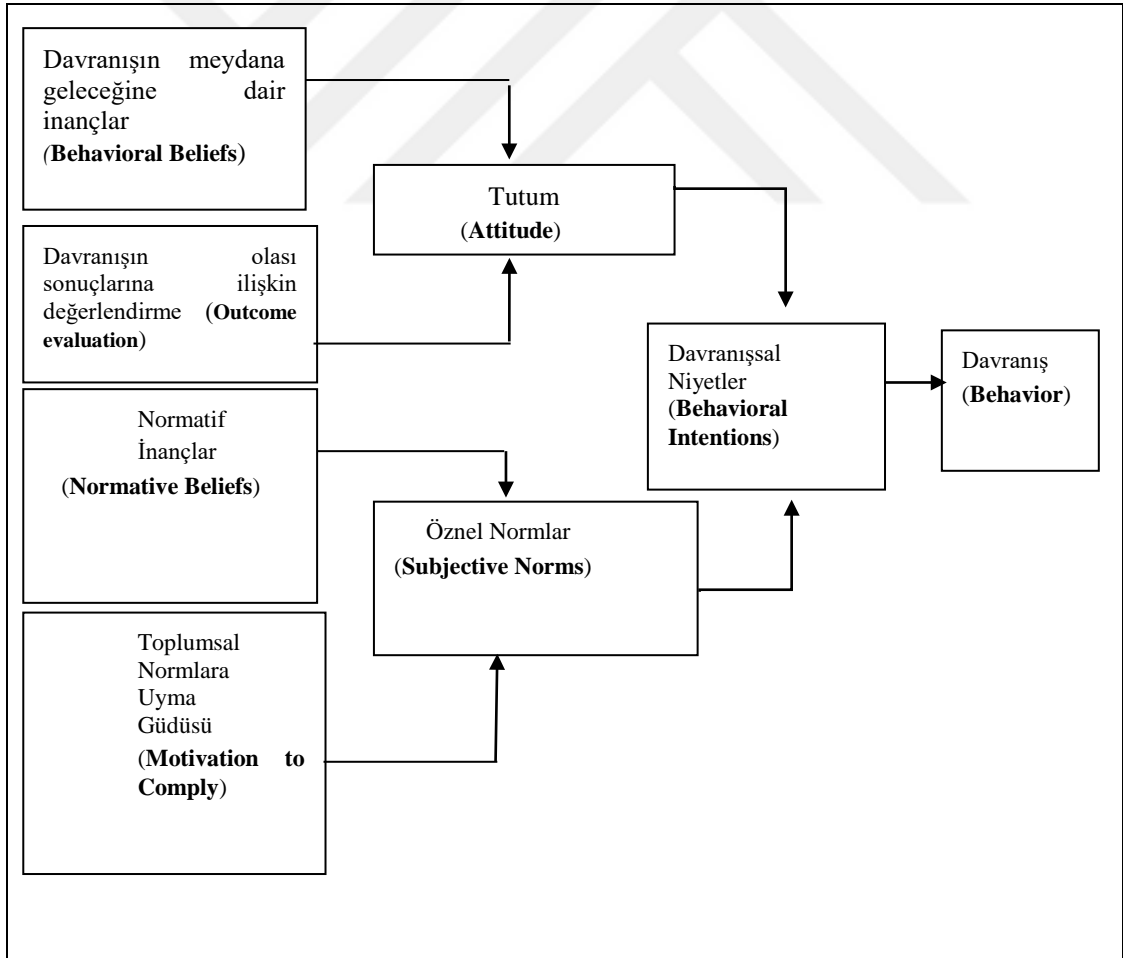 Davranışın meydana
geleceğine dair
inançlar
(Behavioral Beliefs)
Tutum
(Attitude)
Davranışın olası
sonuçlarına ilişkin
değerlendirme (Outcome
evaluation)
Davranışsal
Niyetler
(Behavioral
Intentions)
Davranış
(Behavior)
Normatif
İnançlar
(Normative Beliefs)
Öznel Normlar
(Subjective Norms)
Toplumsal
Normlara
Uyma
Güdüsü
(Motivation to
Comply)